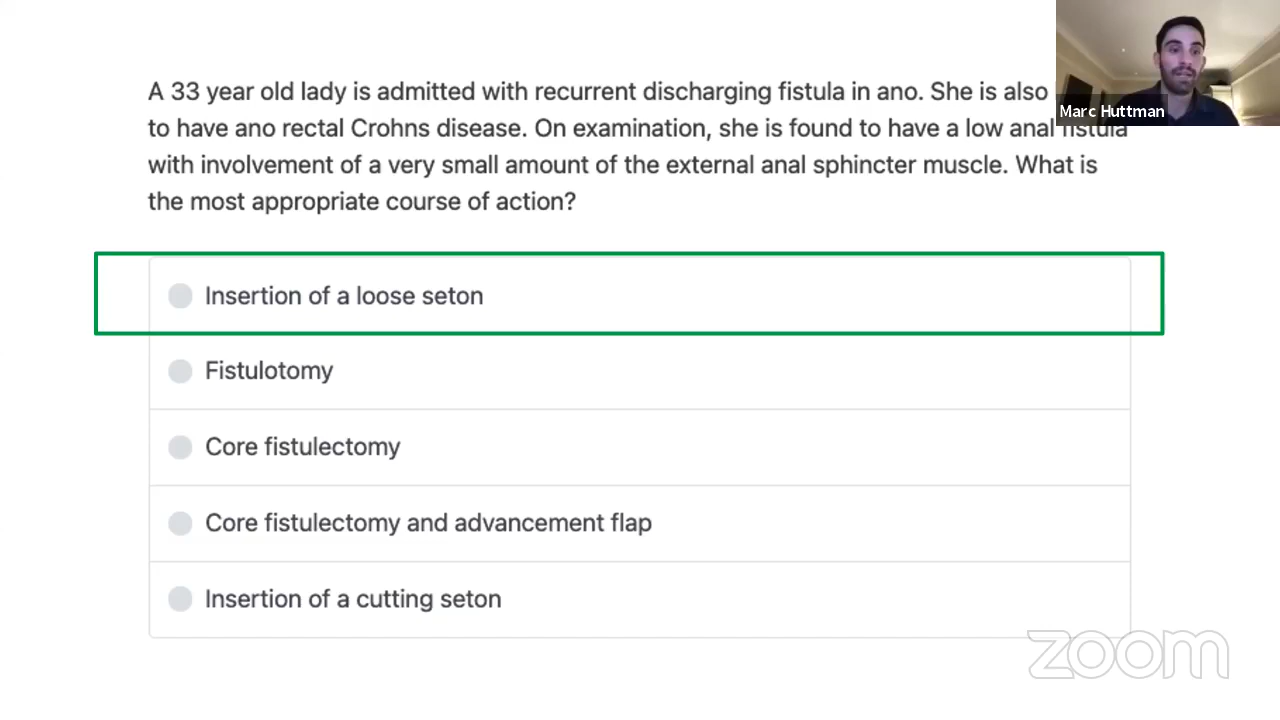 A 33 year old lady is admitted with recurrent discharging fistula in ano. She is also
to have ano rectal Crohns disease. On examination, she is found to have a low anal fistula
with involvement of a very small amount of the external anal sphincter muscle. What is
the most appropriate course of action?
Insertion of a loose seton
Fistulotomy
Core fistulectomy
Core fistulectomy and advancement flap
Insertion of a cutting seton
Marc Huttman
zoom